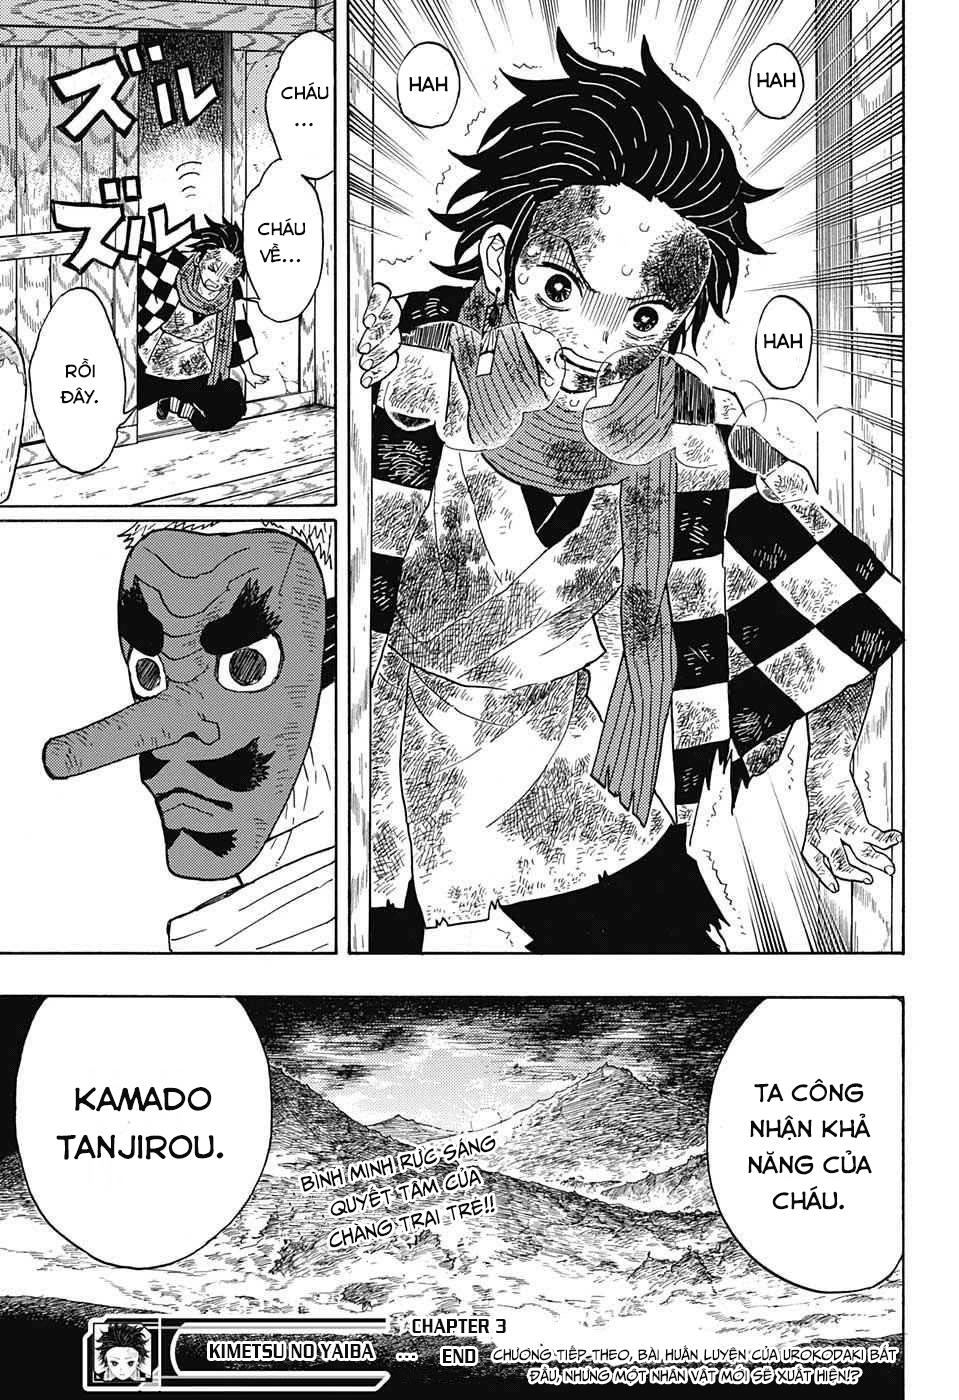 HAH
HAH
HAH
HAH
CHÁU
...
CHÁU
VỀ...
RỒI
ĐÂY.
ズル
ズル
TA CÔNG
NHẬN KHẢ
NĂNG CỦA
CHÁU.
KAMADO
TANJIROU.
BÌNH MINH RỰC SÁNG
QUYẾT TÂM CỦA
CHÀNG TRAI TRẺ!!
CHAPTER 3
KIMETSU NO YAIBA ... END
CHƯƠNG TIẾP THEO, BÀI HUẤN LUYỆN CỦA UROKODAKI BẮT
ĐẦU, NHƯNG MỘT NHÂN VẬT MỚI SẼ XUẤT HIỆN!?